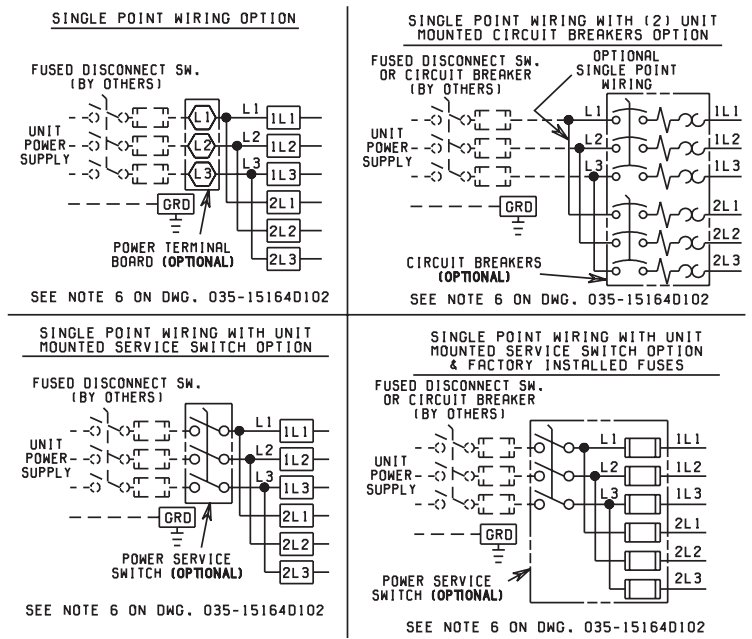 SINGLE POINT WIRING OPTION
FUSED DISCONNECT SW.
(BY OTHERS)
UNIT
POWER
SUPPLY
L1
L2
L3
L1
L2
L3
1L1
1L2
1L3
2L1
2L2
2L3
GRD
POWER TERMINAL
BOARD (OPTIONAL)
SEE NOTE 6 ON DWG. 035-15164D102
SINGLE POINT WIRING WITH (2) UNIT
MOUNTED CIRCUIT BREAKERS OPTION
FUSED DISCONNECT SW.
OR CIRCUIT BREAKER
(BY OTHERS)
OPTIONAL
SINGLE POINT
WIRING
UNIT
POWER
SUPPLY
L1
L2
L3
1L1
1L2
1L3
2L1
2L2
2L3
GRD
CIRCUIT BREAKERS
(OPTIONAL)
SEE NOTE 6 ON DWG. 035-15164D102
SINGLE POINT WIRING WITH UNIT
MOUNTED SERVICE SWITCH OPTION
FUSED DISCONNECT SW.
(BY OTHERS)
UNIT
POWER
SUPPLY
L1
L2
L3
1L1
1L2
1L3
2L1
2L2
2L3
GRD
POWER SERVICE
SWITCH (OPTIONAL)
SEE NOTE 6 ON DWG. 035-15164D102
SINGLE POINT WIRING WITH UNIT
MOUNTED SERVICE SWITCH OPTION
& FACTORY INSTALLED FUSES
FUSED DISCONNECT SW.
OR CIRCUIT BREAKER
(BY OTHERS)
UNIT
POWER
SUPPLY
L1
L2
L3
1L1
1L2
1L3
2L1
2L2
2L3
GRD
POWER SERVICE
SWITCH (OPTIONAL)
SEE NOTE 6 ON DWG. 035-15164D102